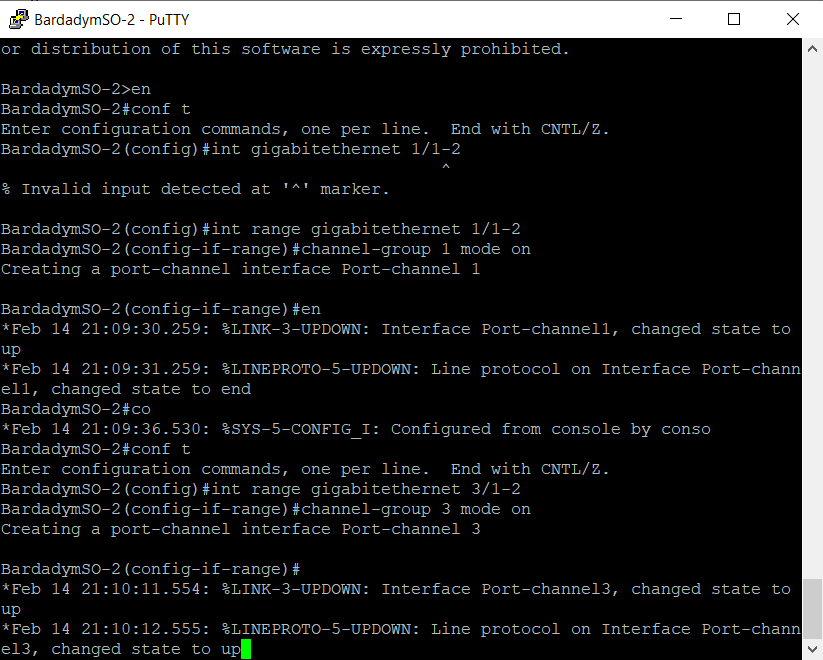 BardadymSO-2 - PuTTY
or distribution of this software is expressly prohibited.
BardadymSO-2>en
BardadymSO-2#conf t
Enter configuration commands, one per line.  End with CNTL/Z.
BardadymSO-2(config)#int gigabitethernet 1/1-2
^
% Invalid input detected at '^' marker.
BardadymSO-2(config)#int range gigabitethernet 1/1-2
BardadymSO-2(config-if-range)#channel-group 1 mode on
Creating a port-channel interface Port-channel 1
BardadymSO-2(config-if-range)#en
*Feb 14 21:09:30.259: %LINK-3-UPDOWN: Interface Port-channel1, changed state to
up
*Feb 14 21:09:31.259: %LINEPROTO-5-UPDOWN: Line protocol on Interface Port-chann
el1, changed state to end
BardadymSO-2#co
*Feb 14 21:09:36.530: %SYS-5-CONFIG_I: Configured from console by conso
BardadymSO-2#conf t
Enter configuration commands, one per line.  End with CNTL/Z.
BardadymSO-2(config)#int range gigabitethernet 3/1-2
BardadymSO-2(config-if-range)#channel-group 3 mode on
Creating a port-channel interface Port-channel 3
BardadymSO-2(config-if-range)#
*Feb 14 21:10:11.554: %LINK-3-UPDOWN: Interface Port-channel3, changed state to
up
*Feb 14 21:10:12.555: %LINEPROTO-5-UPDOWN: Line protocol on Interface Port-chann
el3, changed state to up